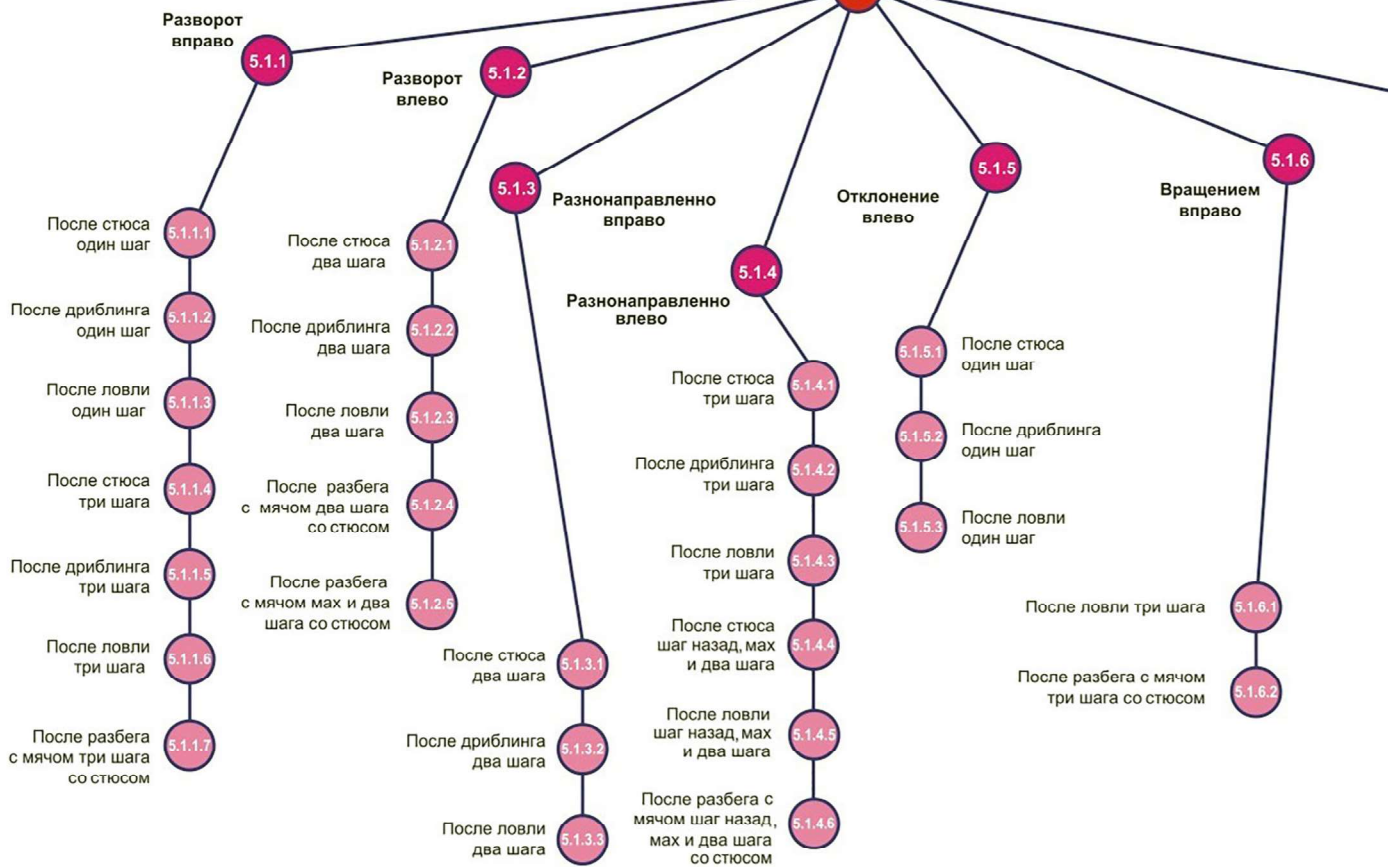 Разворот
вправо
5.1.1
После стюса
один шаг
5.1.1.1
После дриблинга
один шаг
5.1.1.2
После ловли
один шаг
5.1.1.3
После стюса
три шага
5.1.1.4
После дриблинга
три шага
5.1.1.5
После ловли
три шага
5.1.1.6
После разбега
с мячом три шага
со стюсом
5.1.1.7
Разворот
влево
5.1.2
После стюса
два шага
5.1.2.1
После дриблинга
два шага
5.1.2.2
После ловли
два шага
5.1.2.3
После разбега
с мячом два шага
со стюсом
5.1.2.4
После разбега
с мячом мах и два
шага со стюсом
5.1.2.5
5.1.3
Разнонаправленно
вправо
После стюса
два шага
5.1.3.1
После дриблинга
два шага
5.1.3.2
После ловли
два шага
5.1.3.3
5.1.4
Разнонаправленно
влево
После стюса
три шага
5.1.4.1
После дриблинга
три шага
5.1.4.2
После ловли
три шага
5.1.4.3
После стюса
шаг назад, мах
и два шага
5.1.4.4
После ловли
шаг назад, мах
и два шага
5.1.4.5
После разбега с
мячом шаг назад,
мах и два шага
со стюсом
5.1.4.6
5.1.5
Отклонение
влево
5.1.5.1
После стюса
один шаг
5.1.5.2
После дриблинга
один шаг
5.1.5.3
После ловли
один шаг
5.1.6
Вращением
вправо
После ловли три шага
5.1.6.1
После разбега с мячом
три шага со стюсом
5.1.6.2